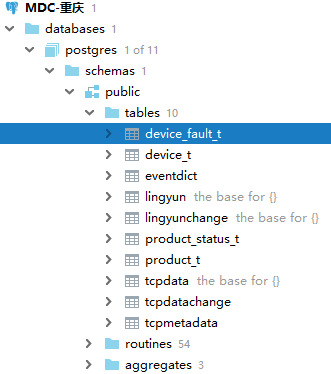 MDC-重庆 1
databases 1
postgres 1 of 11
schemas 1
public
tables 10
device_fault_t
device_t
eventdict
lingyun the base for {}
lingyunchange the base for {}
product_status_t
product_t
tcpdata the base for {}
tcpdatachange
tcpmetadata
routines 54
aggregates 3